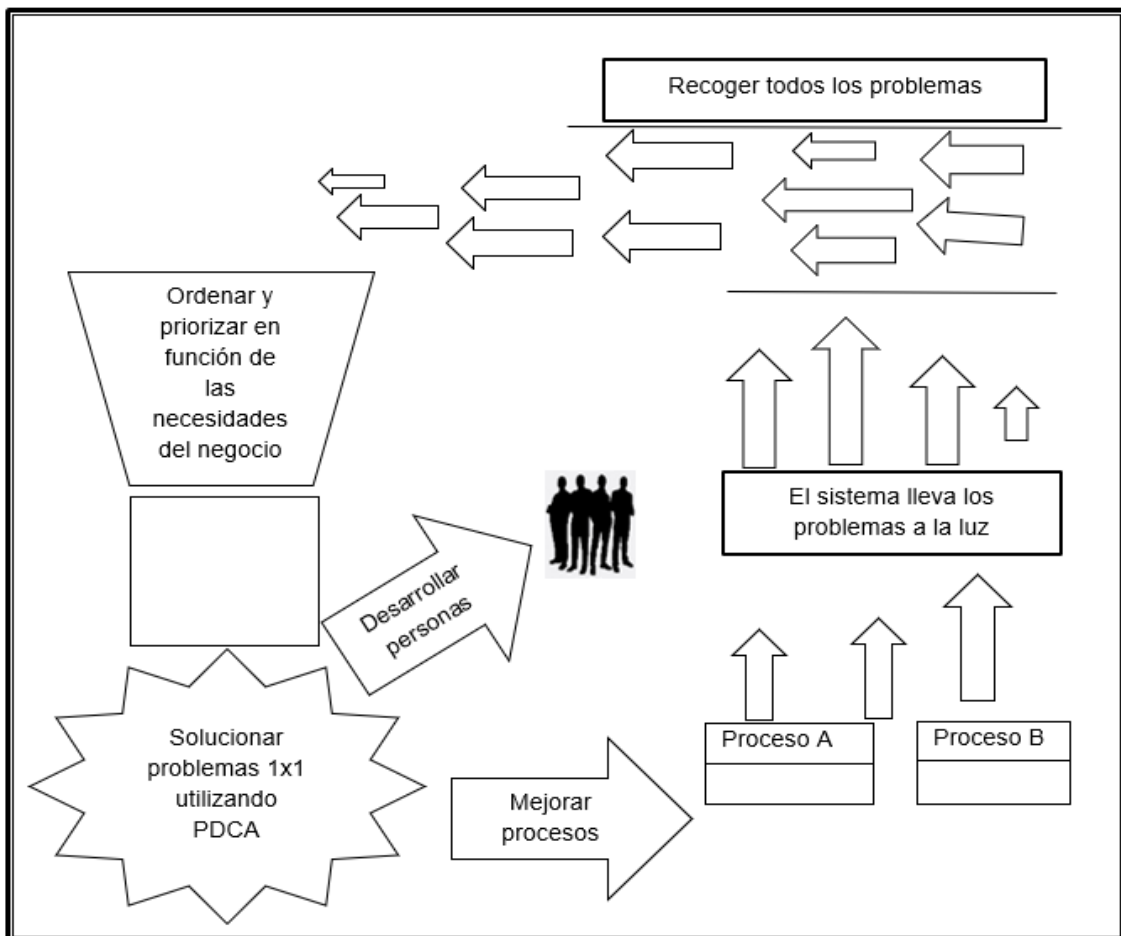 Recoger todos los problemas
Ordenar y
priorizar en
función de
las
necesidades
del negocio
El sistema lleva los
problemas a la luz
Desarrollar
personas
Solucionar
problemas 1x1
utilizando
PDCA
Mejorar
procesos
Proceso A
Proceso B